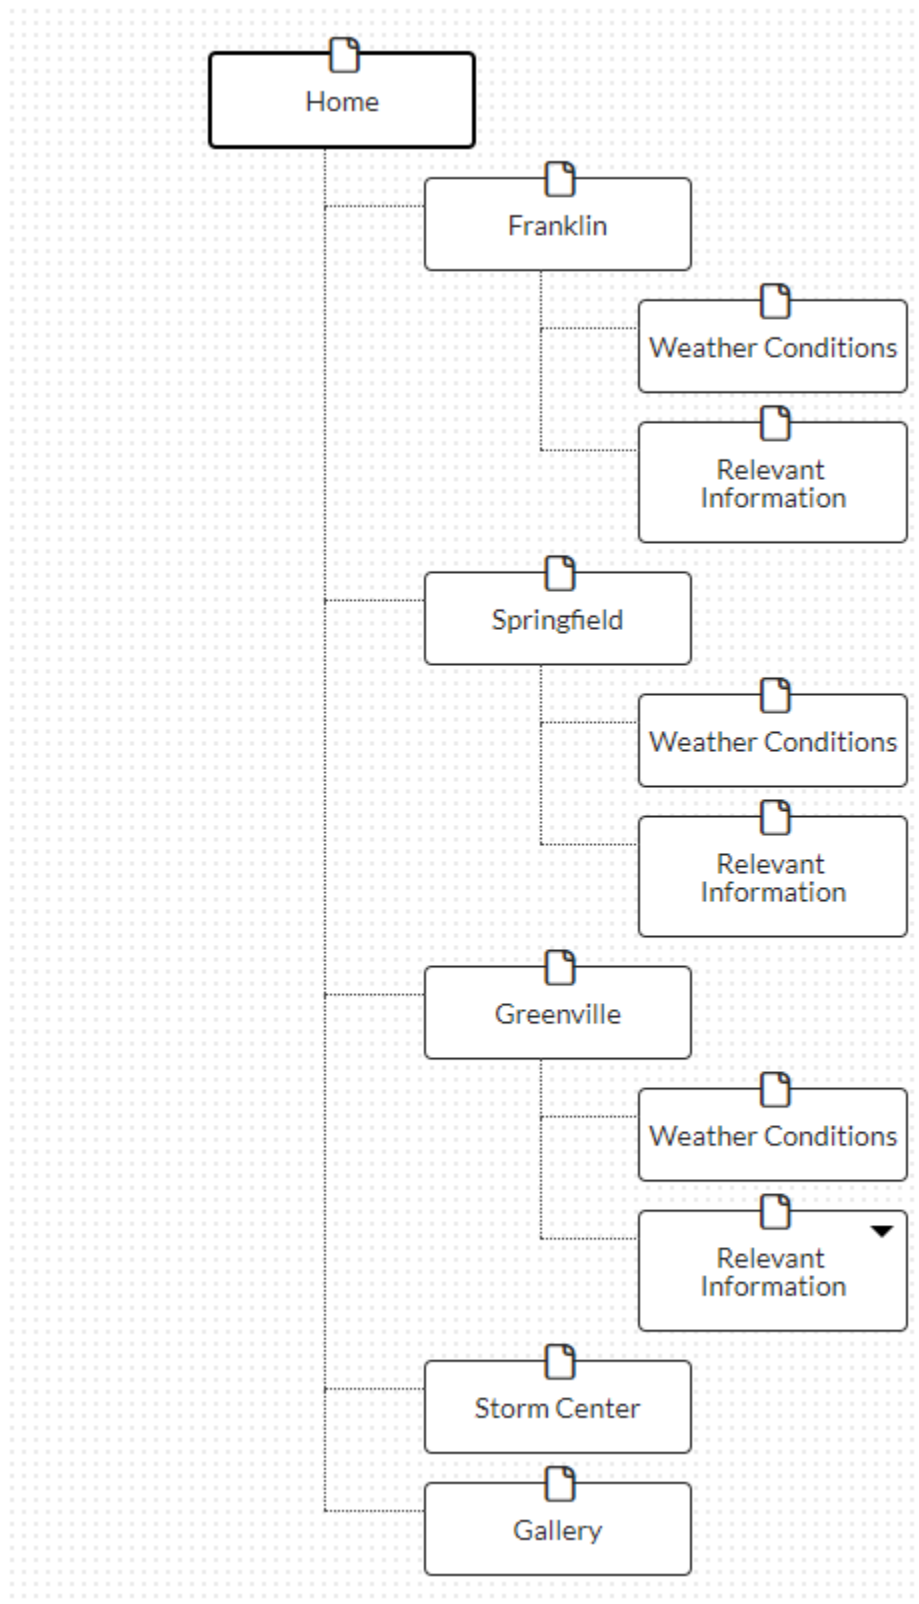 Home
Franklin
Weather Conditions
Relevant
Information
Springfield
Weather Conditions
Relevant
Information
Greenville
Weather Conditions
Relevant
Information
Storm Center
Gallery